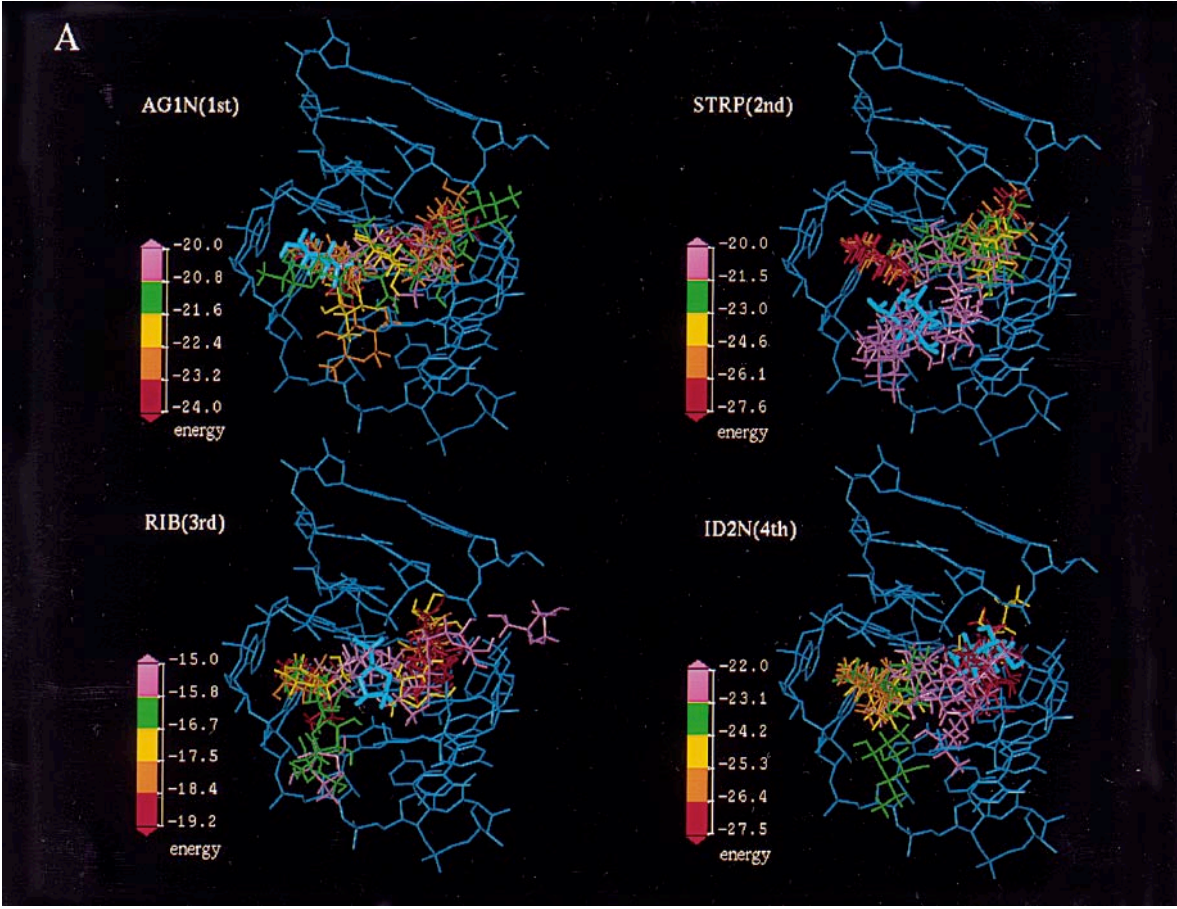 A
AG1N(1st)
-20.0
-20.8
-21.6
-22.4
-23.2
-24.0
energy
STRP(2nd)
-20.0
-21.5
-23.0
-24.6
-26.1
-27.6
energy
RIB(3rd)
-15.0
-15.8
-16.7
-17.5
-18.4
-19.2
energy
ID2N(4th)
-22.0
-23.1
-24.2
-25.3
-26.4
-27.5
energy